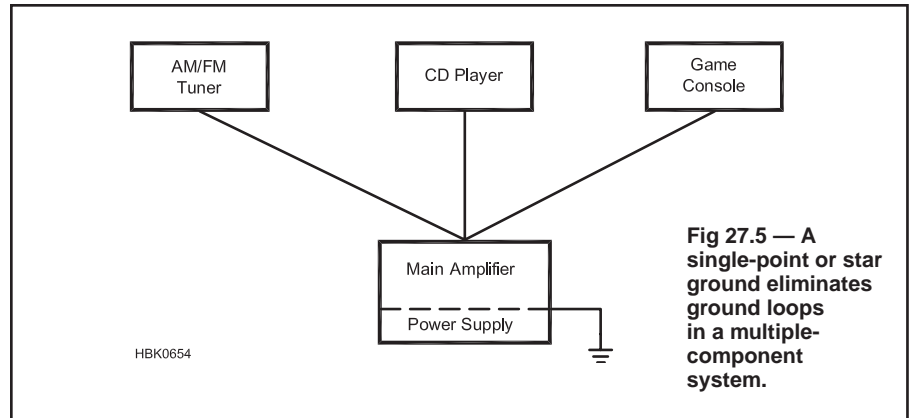 AM/FM
Tuner
CD Player
Game
Console
Main Amplifier
Power Supply
HBK0654
Fig 27.5 — A
single-point or star
ground eliminates
ground loops
in a multiple-
component
system.